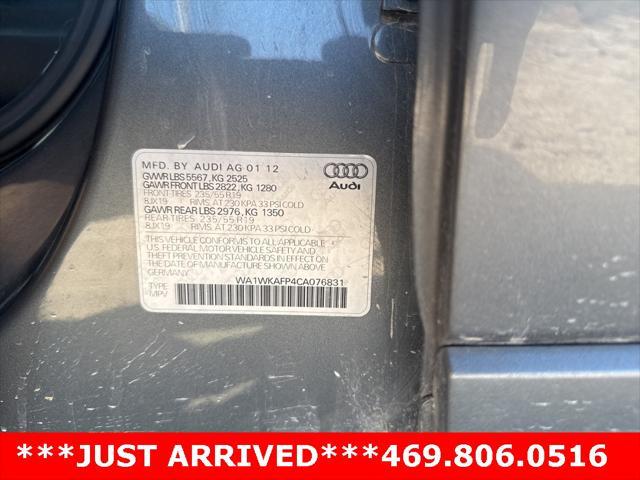 MFD. BY AUDI AG 01 12
GVWR LBS 5567, KG 2525
GAWR FRONT LBS 2822, KG 1280
FRONT TIRES 235/55 R19
8JX19 RIMS, AT 230 KPA 33 PSI COLD
GAWR REAR LBS 2976, KG 1350
REAR-TIRES 235/55 R19
8JX19 RIMS, AT 230 KPA 33 PSI COLD
THIS VEHICLE CONFORMS TO ALL APPLICABLE
U.S. FEDERAL MOTOR VEHICLE SAFETY AND
THEFT PREVENTION STANDARDS IN EFFECT ON
THE DATE OF MANUFACTURE SHOWN ABOVE.
GERMANY
Audi
WA1WKAFP4CA076831
TYPE
MPV
***JUST ARRIVED***469.806.0516